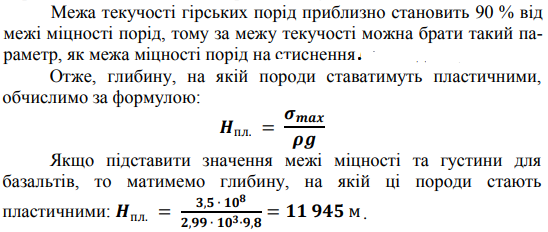 Межа текучості гірських порід приблизно становить 90 % від
межі міцності порід, тому за межу текучості можна брати такий па-
раметр, як межа міцності порід на стиснення.
Отже, глибину, на якій породи ставатимуть пластичними,
обчислимо за формулою:
Hпл. = σmax / ρg
Якщо підставити значення межі міцності та густини для
базальтів, то матимемо глибину, на якій ці породи стають
пластичними: Hпл. = 3,5 · 10⁸ / 2,99 · 10³·9,8 = 11 945 м.